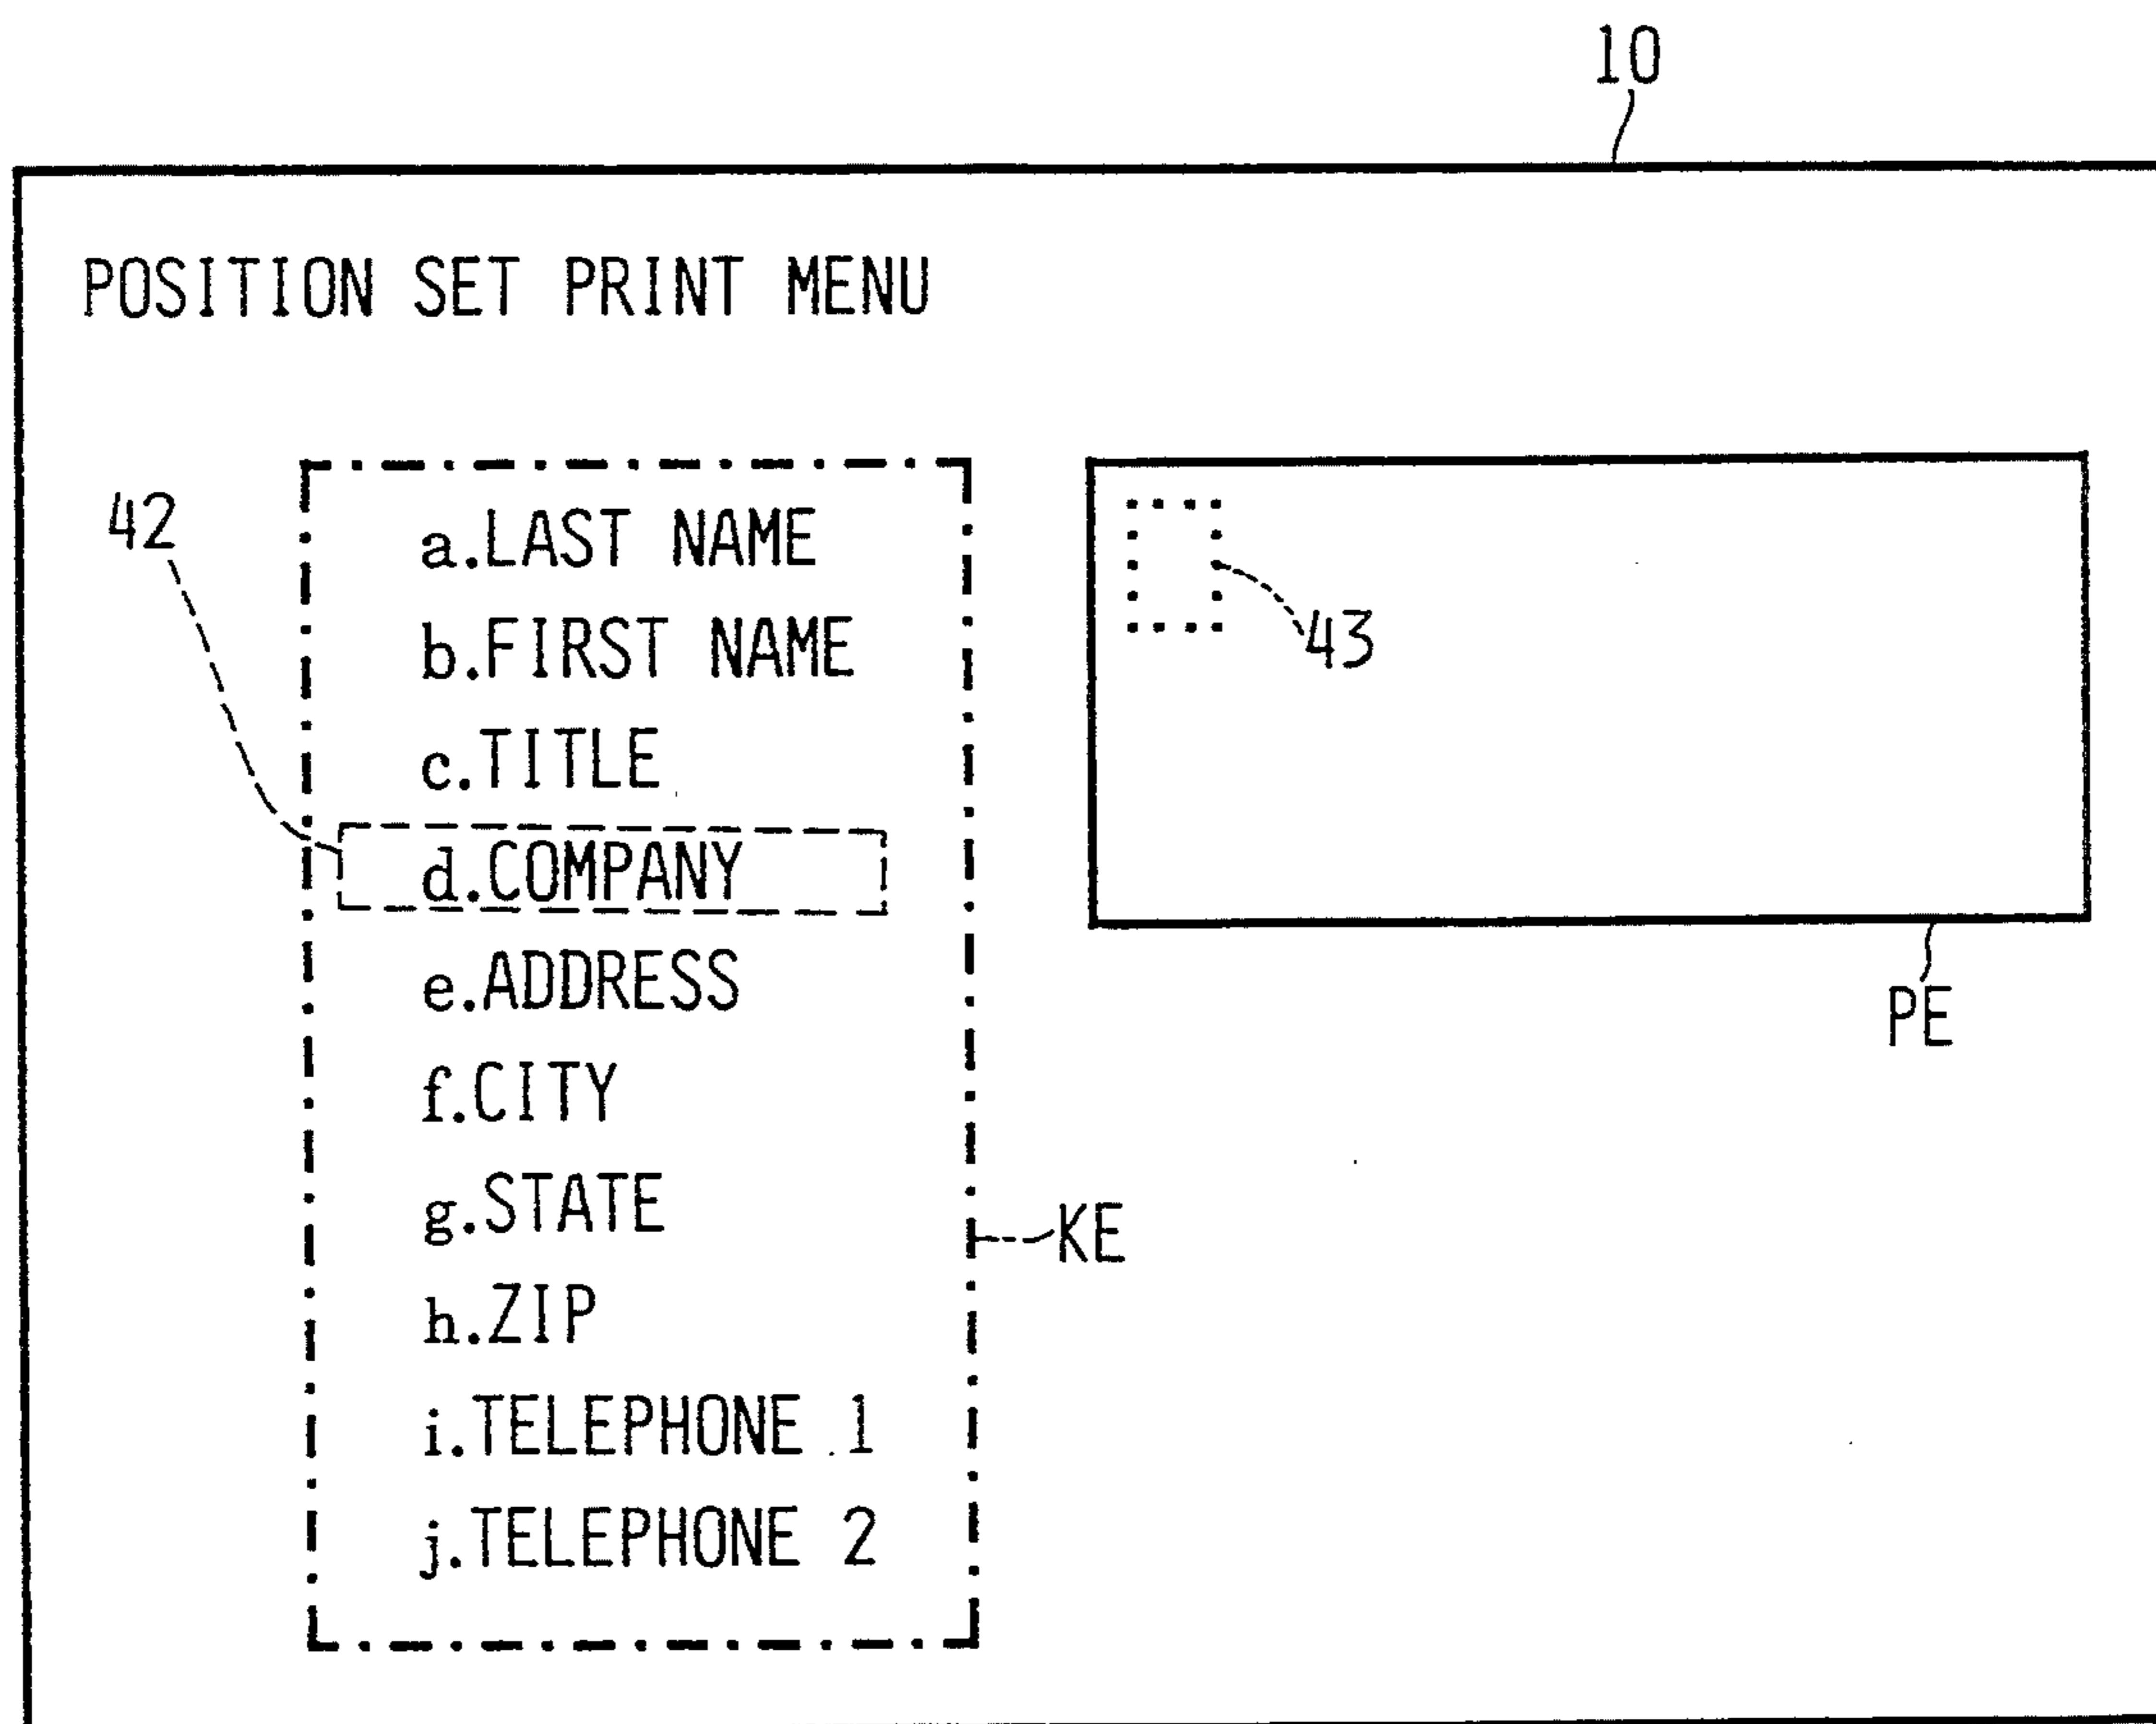 10
POSITION SET PRINT MENU
42
a.LAST NAME
b.FIRST NAME
c.TITLE
d.COMPANY
e.ADDRESS
f.CITY
g.STATE
h.ZIP
i.TELEPHONE 1
j.TELEPHONE 2
43
PE
KE